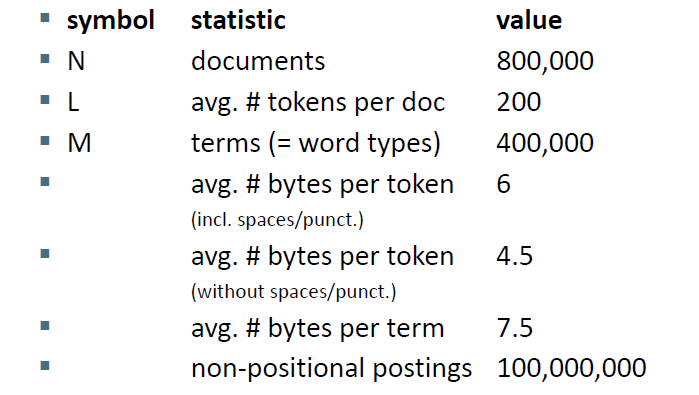 ▪ symbol statistic value
▪ N documents 800,000
▪ L avg. # tokens per doc 200
▪ M terms (= word types) 400,000
▪ avg. # bytes per token 6
(incl. spaces/punct.)
▪ avg. # bytes per token 4.5
(without spaces/punct.)
▪ avg. # bytes per term 7.5
▪ non-positional postings 100,000,000